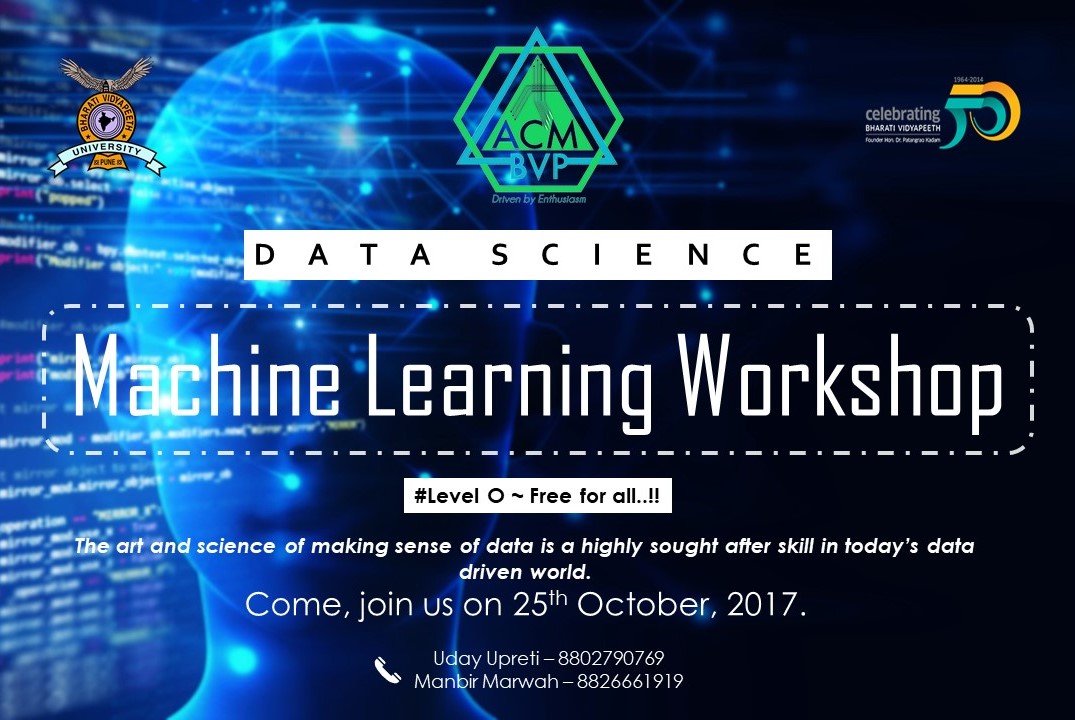 BHARATI VIDYAPEETH
UNIVERSITY
PUNE
ACM
BVP
Driven by Enthusiasm
1964-2014
50
celebrating
BHARATI VIDYAPEETH
Founder Hon. Dr. Patangrao Kadam
DATA SCIENCE
Machine Learning Workshop
#Level O ~ Free for all..!!
The art and science of making sense of data is a highly sought after skill in today's data
driven world.
Come, join us on 25th October, 2017.
Uday Upreti – 8802790769
Manbir Marwah – 8826661919